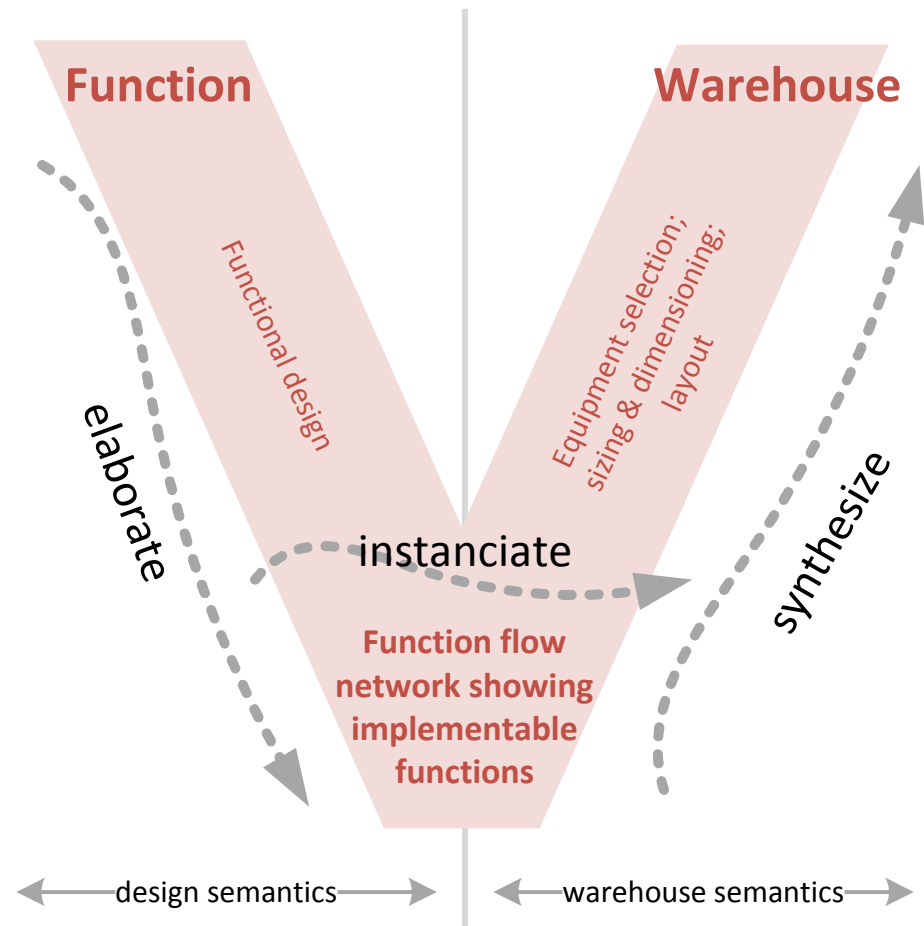 Function
Warehouse
Functional design
Equipment selection;
sizing & dimensioning;
layout
elaborate
instanciate
synthesize
Function flow
network showing
implementable
functions
design semantics
warehouse semantics